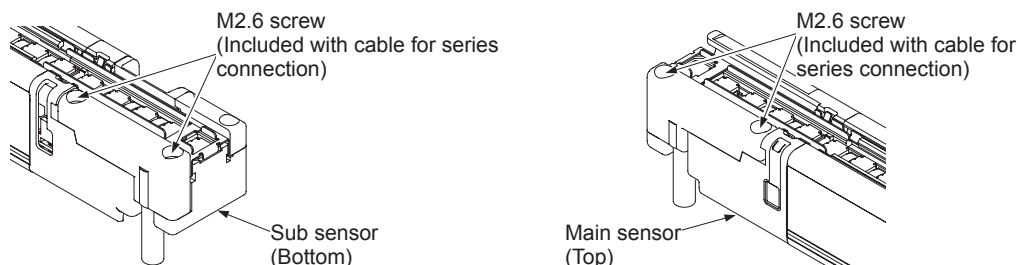 M2.6 screw
(Included with cable for series
connection)
Sub sensor
(Bottom)
M2.6 screw
(Included with cable for
series connection)
Main sensor
(Top)